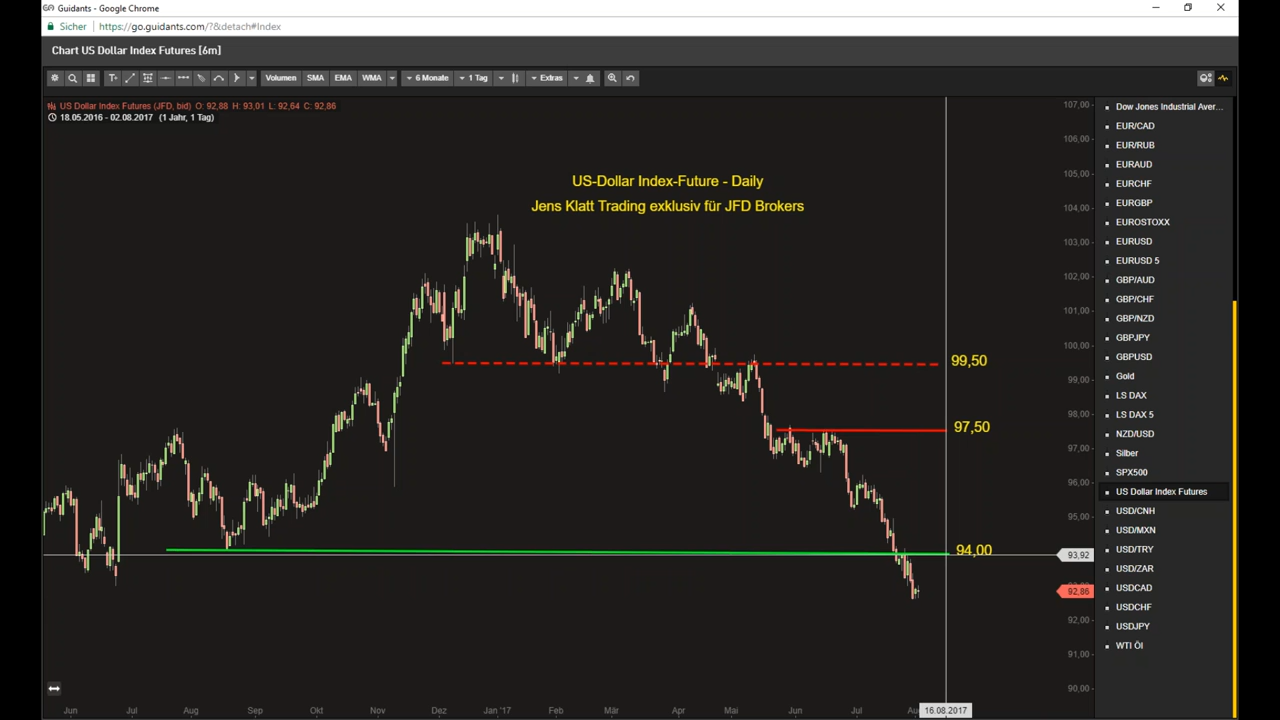 Guidants - Google Chrome
Sicher https://go.guidants.com/?&detach#Index
Chart US Dollar Index Futures [6m]
Volumen SMA EMA WMA 6 Monate 1 Tag Extras
US Dollar Index Futures (JFD, bid) O: 92,88 H: 93,01 L: 92,64 C: 92,86
18.05.2016 - 02.08.2017 (1 Jahr, 1 Tag)
US-Dollar Index-Future - Daily
Jens Klatt Trading exklusiv für JFD Brokers
99,50
97,50
94,00
107,00
106,00
105,00
104,00
103,00
102,00
101,00
100,00
99,00
98,00
97,00
96,00
95,00
93,92
92,86
92,00
91,00
90,00
Jun Jul Aug Sep Okt Nov Dez Jan '17 Feb Mär Apr Mai Jun Jul 16.08.2017
Dow Jones Industrial Aver...
EUR/CAD
EUR/RUB
EURAUD
EURCHF
EURGBP
EUROSTOXX
EURUSD
EURUSD 5
GBP/AUD
GBP/CHF
GBP/NZD
GBPJPY
GBPUSD
Gold
LS DAX
LS DAX 5
NZD/USD
Silber
SPX500
US Dollar Index Futures
USD/CNH
USD/MXN
USD/TRY
USD/ZAR
USDCAD
USDCHF
USDJPY
WTI Öl